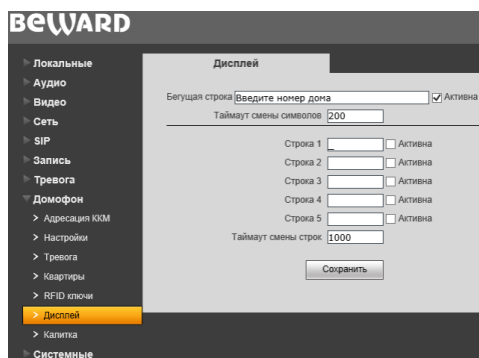 BEWARD
Локальные
Аудио
Видео
Сеть
SIP
Запись
Тревога
Домофон
Адресация ККМ
Настройки
Тревога
Квартиры
RFID ключи
Дисплей
Калитка
Системные
Дисплей
Бегущая строка Введите номер дома Активна
Таймаут смены символов 200
Строка 1 _ Активна
Строка 2 Активна
Строка 3 Активна
Строка 4 Активна
Строка 5 Активна
Таймаут смены строк 1000
Сохранить